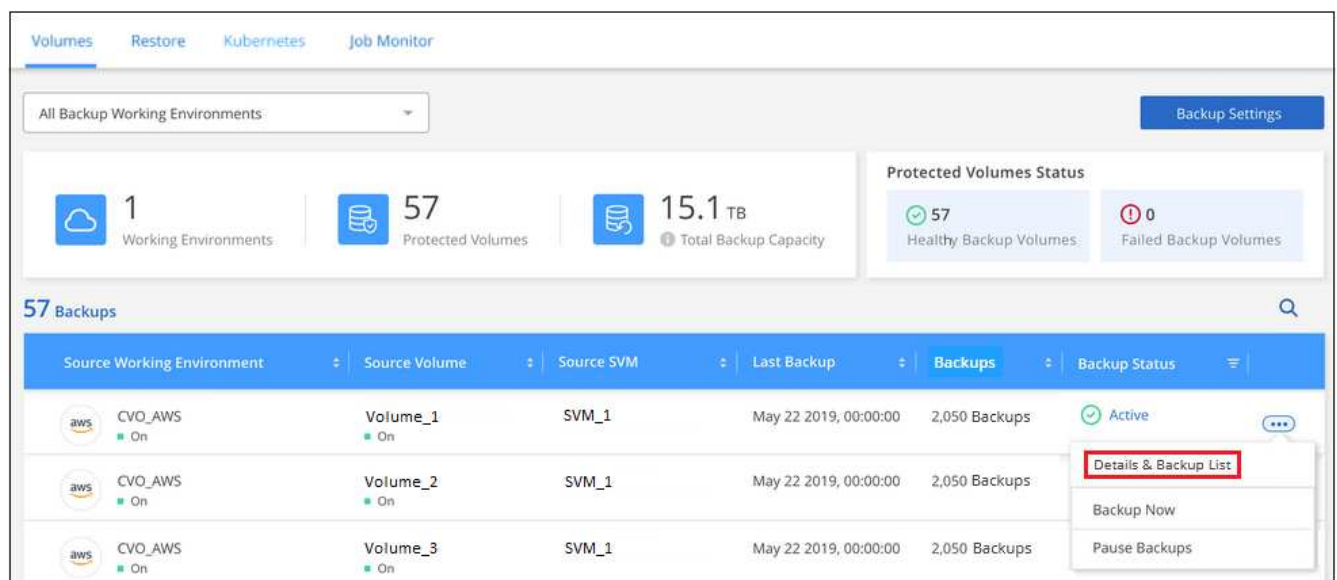 Volumes Restore Kubernetes Job Monitor
All Backup Working Environments
Backup Settings
1
Working Environments
57
Protected Volumes
15.1 TB
Total Backup Capacity
Protected Volumes Status
57
Healthy Backup Volumes
0
Failed Backup Volumes
57 Backups
Source Working Environment Source Volume Source SVM Last Backup Backups Backup Status
aws CVO_AWS Volume_1 SVM_1 May 22 2019, 00:00:00 2,050 Backups Active
On On
Details & Backup List
aws CVO_AWS Volume_2 SVM_1 May 22 2019, 00:00:00 2,050 Backups
On On
Backup Now
aws CVO_AWS Volume_3 SVM_1 May 22 2019, 00:00:00 2,050 Backups
Pause Backups
On On